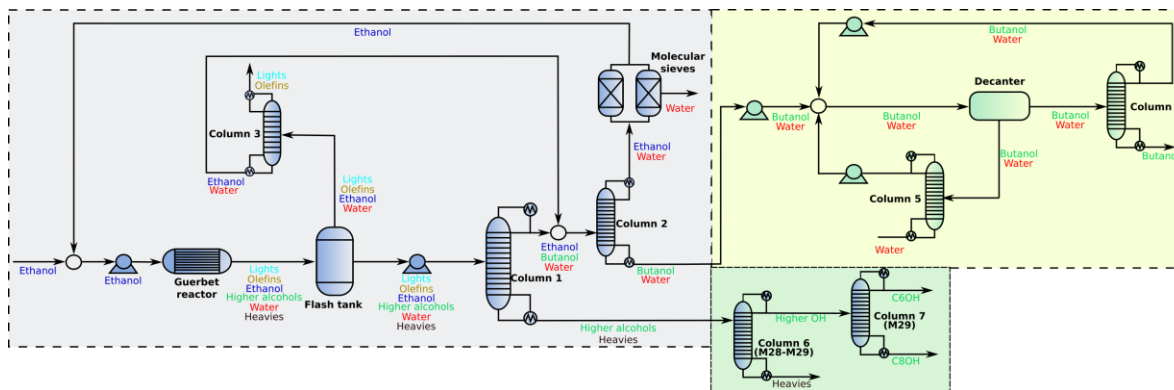 Ethanol
Butanol
Water
Molecular
sieves
Decanter
Lights
Olefins
Water
Column
Column 3
Butanol
Water
Butanol
Water
Butanol
Water
Ethanol
Water
Butanol
Water
Butanol
Ethanol
Water
Lights
Olefins
Ethanol
Water
Column 2
Column 5
Ethanol
Butanol
Water
Water
Ethanol
Ethanol
Guerbet
reactor
Lights
Olefins
Ethanol
Higher alcohols
Water
Heavies
Flash tank
Lights
Olefins
Ethanol
Higher alcohols
Water
Heavies
Column 1
Butanol
Water
C6OH
Higher alcohols
Heavies
Higher OH
Column 7
(M29)
Column 6
(M28-M29)
C8OH
Heavies